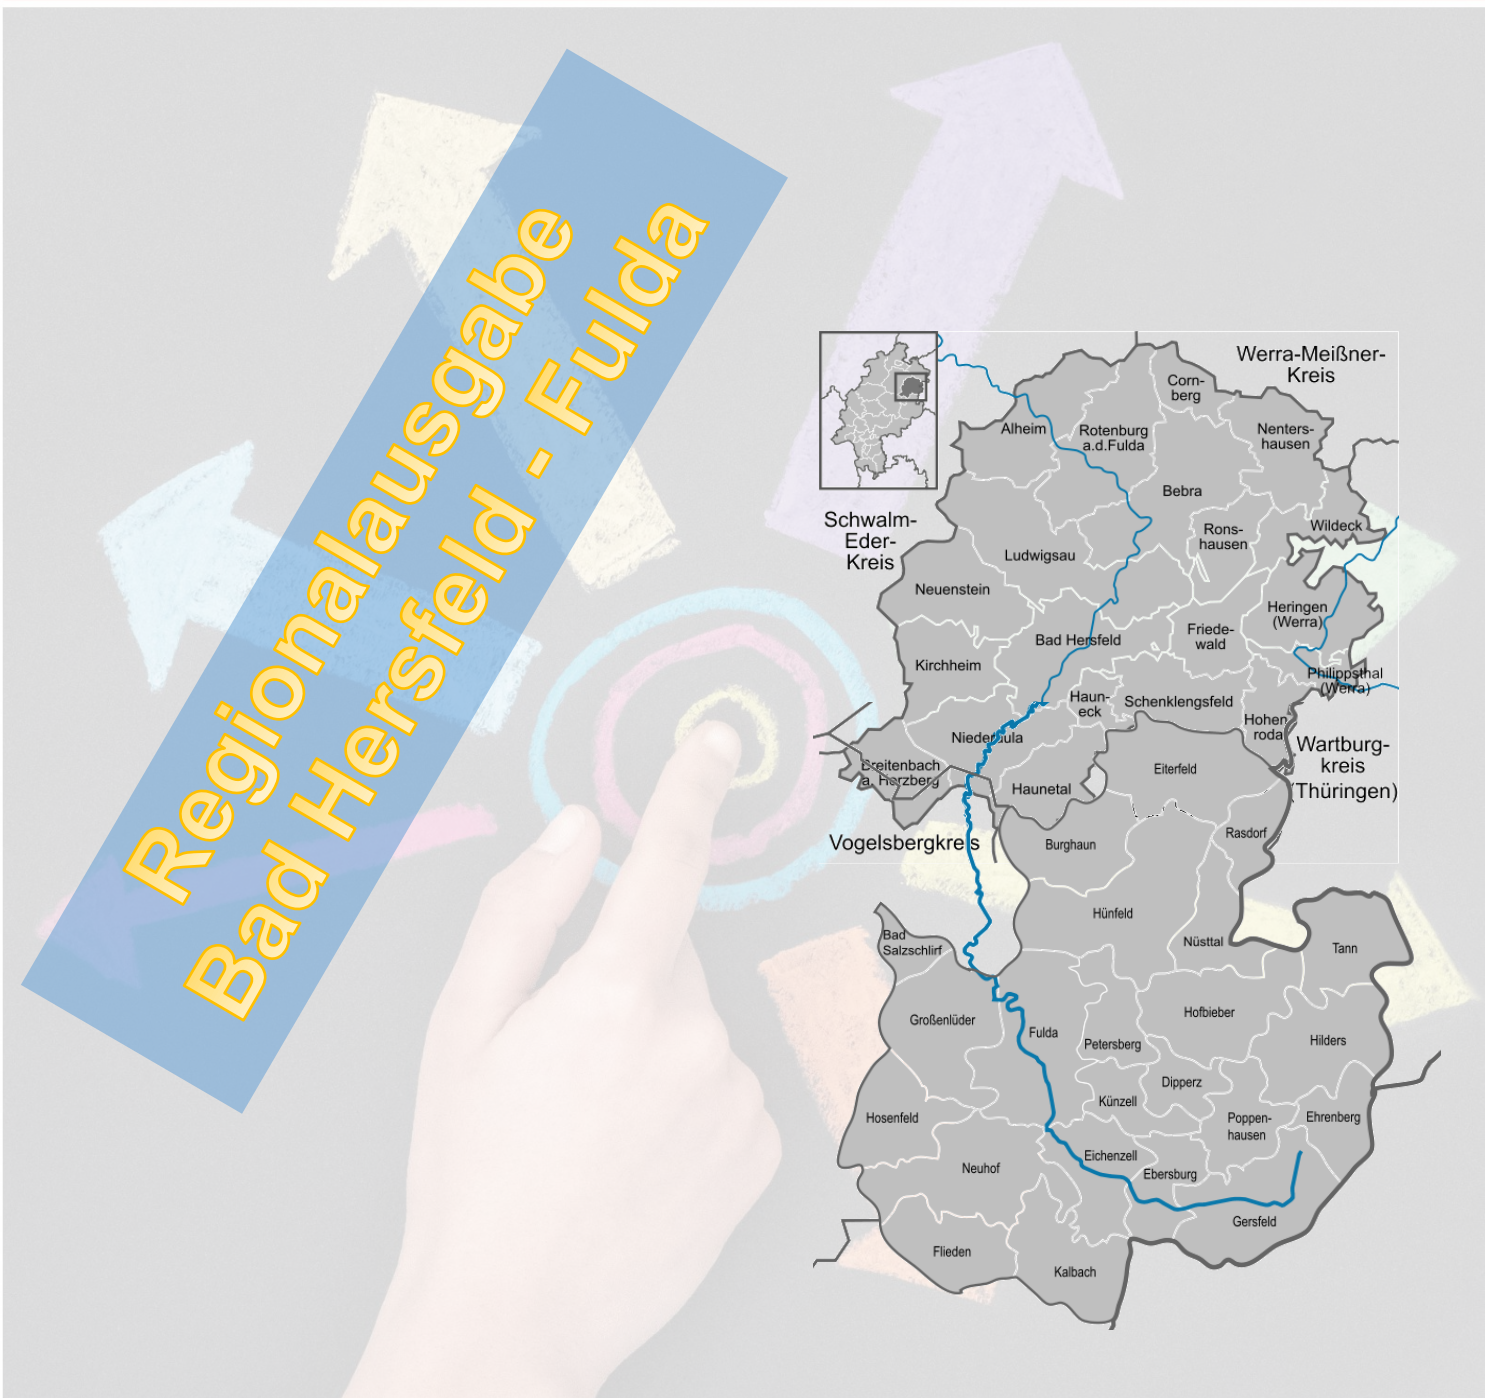 Regionalausgabe
Bad Hersfeld - Fulda
Werra-Meißner-
Kreis
Corn-
berg
Alheim
Rotenburg
a.d.Fulda
Nenters-
hausen
Bebra
Schwalm-
Eder-
Kreis
Wildeck
Rons-
hausen
Ludwigsau
Neuenstein
Heringen
(Werra)
Bad Hersfeld
Friede-
wald
Kirchheim
Philippsthal
(Werra)
Haun-
eck
Schenklengsfeld
Hohen
roda
Niederaula
Wartburg-
kreis
(Thüringen)
Breitenbach
a. Herzberg
Eiterfeld
Haunetal
Vogelsbergkreis
Burghaun
Rasdorf
Hünfeld
Bad
Salzschlirf
Nüsttal
Tann
Großenlüder
Fulda
Hofbieber
Petersberg
Hilders
Dipperz
Künzell
Hosenfeld
Poppen-
hausen
Ehrenberg
Eichenzell
Neuhof
Ebersburg
Gersfeld
Flieden
Kalbach